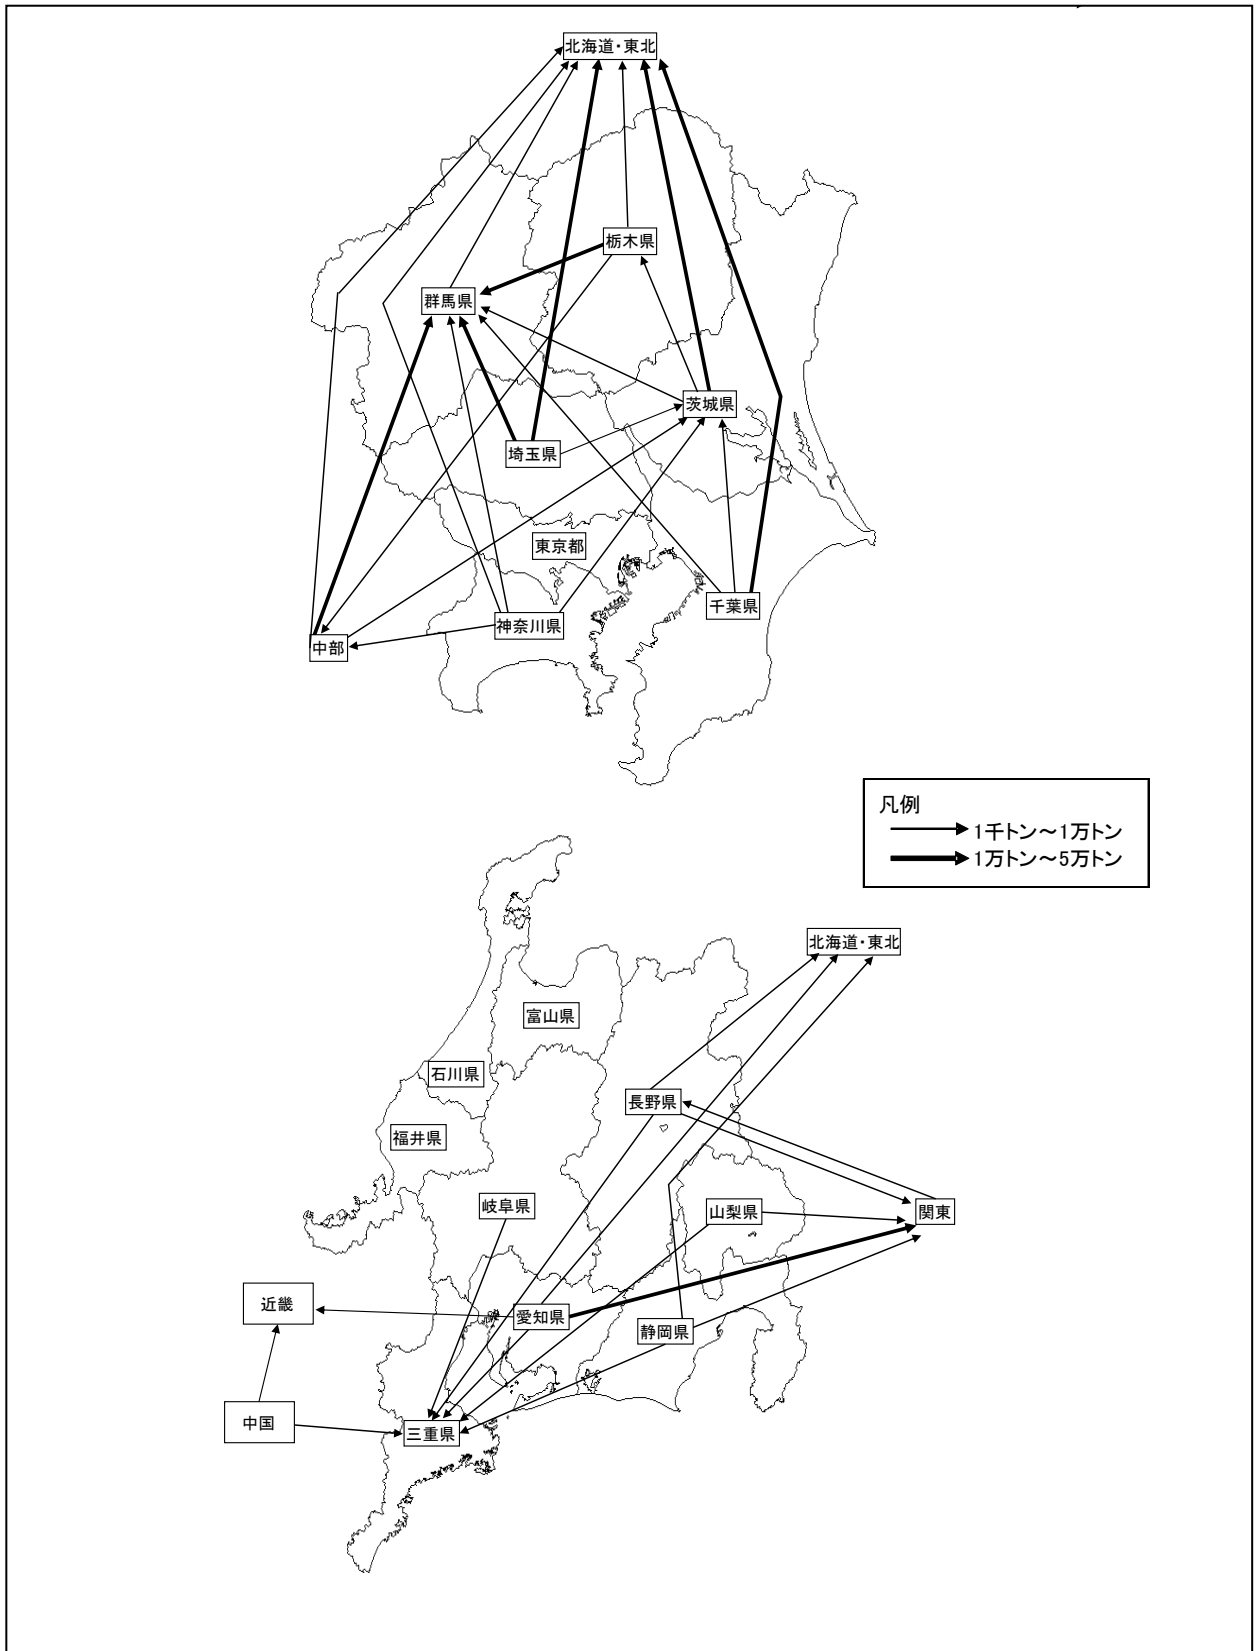 北海道・東北
栃木県
群馬県
茨城県
埼玉県
東京都
千葉県
神奈川県
中部
凡例
1千トン～1万トン
1万トン～5万トン
北海道・東北
富山県
石川県
長野県
福井県
岐阜県
山梨県
関東
近畿
愛知県
静岡県
中国
三重県